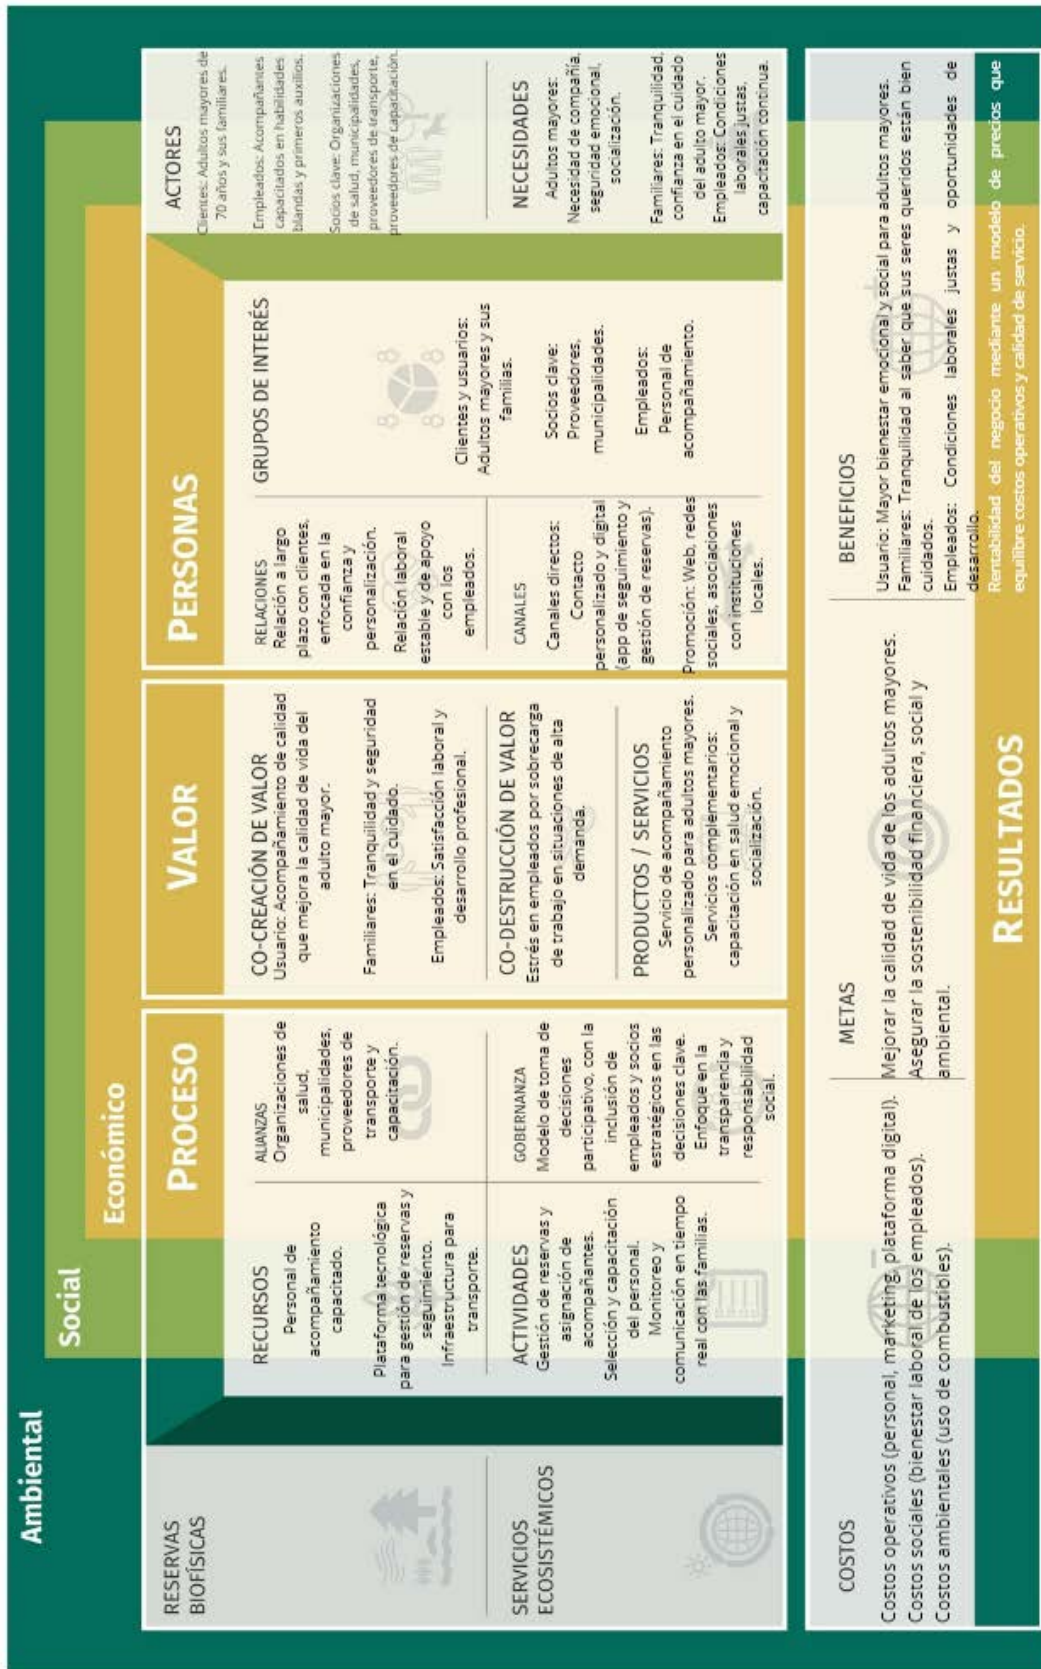 Ambiental
Social
Económico
RESERVAS
BIOFÍSICAS
SERVICIOS
ECOSISTÉMICOS
PROCESO
RECURSOS
Personal de
acompañamiento
capacitado.
Plataforma tecnológica
para gestión de reservas y
seguimiento.
Infraestructura para
transporte.
ALIANZAS
Organizaciones de
salud,
municipalidades,
proveedores de
transporte y
capacitación.
ACTIVIDADES
Gestión de reservas y
asignación de
acompañantes.
Selección y capacitación
del personal.
Monitoreo y
comunicación en tiempo
real con las familias.
GOBERNANZA
Modelo de toma de
decisiones
participativo, con la
inclusión de
empleados y socios
estratégicos en las
decisiones clave.
Enfoque en la
transparencia y
responsabilidad
social.
VALOR
CO-CREACIÓN DE VALOR
Usuario: Acompañamiento de calidad
que mejora la calidad de vida del
adulto mayor.
Familiares: Tranquilidad y seguridad
en el cuidado.
Empleados: Satisfacción laboral y
desarrollo profesional.
CO-DESTRUCCIÓN DE VALOR
Estrés en empleados por sobrecarga
de trabajo en situaciones de alta
demanda.
PRODUCTOS / SERVICIOS
Servicio de acompañamiento
personalizado para adultos mayores.
Servicios complementarios:
capacitación en salud emocional y
socialización.
PERSONAS
RELACIONES
Relación a largo
plazo con clientes,
enfocada en la
confianza y
personalización.
Relación laboral
estable y de apoyo
con los
empleados.
CANALES
Canales directos:
Contacto
personalizado y digital
(app de seguimiento y
gestión de reservas).
Promoción: Web, redes
sociales, asociaciones
con instituciones
locales.
GRUPOS DE INTERÉS
Clientes y usuarios:
Adultos mayores y sus
familias.
Socios clave:
Proveedores,
municipalidades.
Empleados:
Personal de
acompañamiento.
ACTORES
Clientes: Adultos mayores de
70 años y sus familiares.
Empleados: Acompañantes
capacitados en habilidades
blandas y primeros auxilios.
Socios clave: Organizaciones
de salud, municipalidades,
proveedores de transporte,
proveedores de capacitación.
NECESIDADES
Adultos mayores:
Necesidad de compañía,
seguridad emocional,
socialización.
Familiares: Tranquilidad,
confianza en el cuidado
del adulto mayor.
Empleados: Condiciones
laborales justas,
capacitación continua.
COSTOS
Costos operativos (personal, marketing, plataforma digital).
Costos sociales (bienestar laboral de los empleados).
Costos ambientales (uso de combustibles).
METAS
Mejorar la calidad de vida de los adultos mayores.
Asegurar la sostenibilidad financiera, social y
ambiental.
BENEFICIOS
Usuario: Mayor bienestar emocional y social para adultos mayores.
Familiares: Tranquilidad al saber que sus seres queridos están bien
cuidados.
Empleados: Condiciones laborales justas y oportunidades de
desarrollo.
Rentabilidad del negocio mediante un modelo de precios que
equilibre costos operativos y calidad de servicio.
RESULTADOS